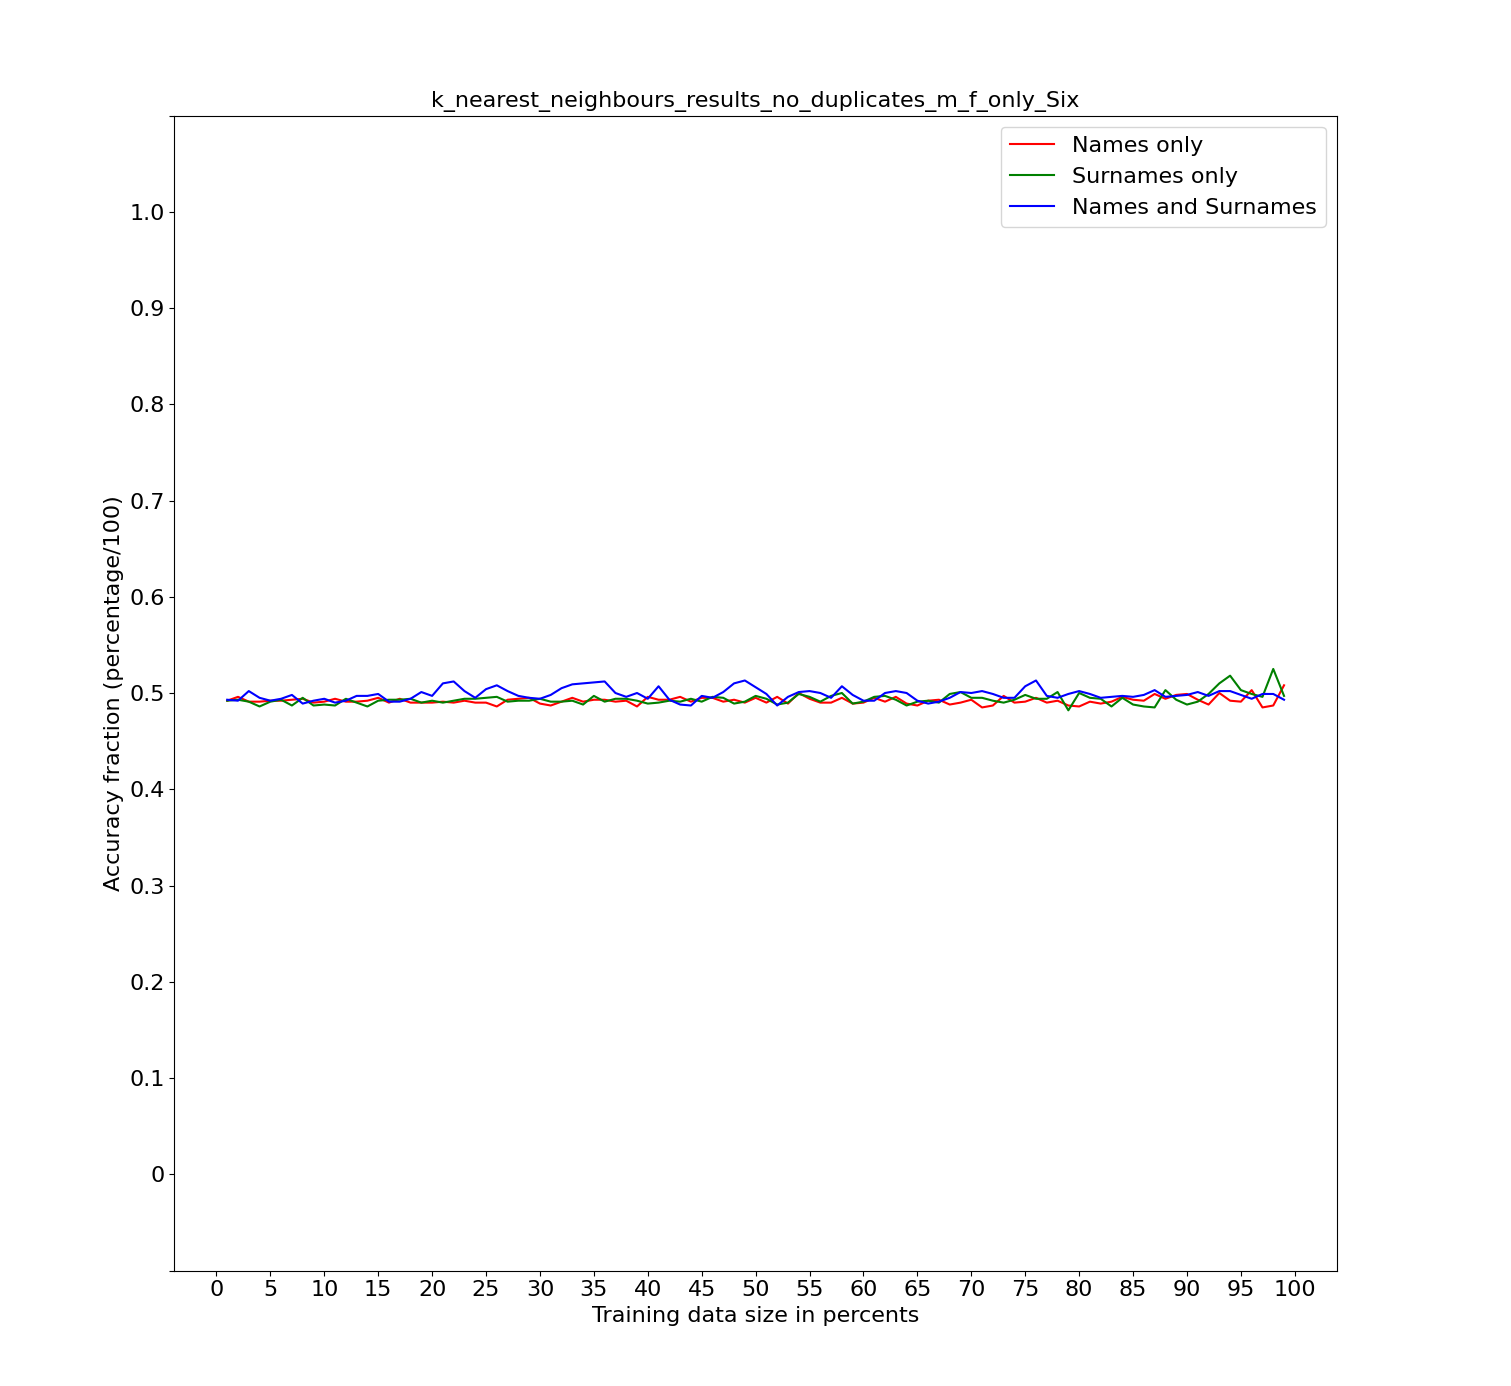 k_nearest_neighbours_results_no_duplicates_m_f_only_Six
Names only
Surnames only
Names and Surnames
1.0
0.9
0.8
0.7
0.6
0.5
0.4
0.3
0.2
0.1
0
Accuracy fraction (percentage/100)
0 5 10 15 20 25 30 35 40 45 50 55 60 65 70 75 80 85 90 95 100
Training data size in percents